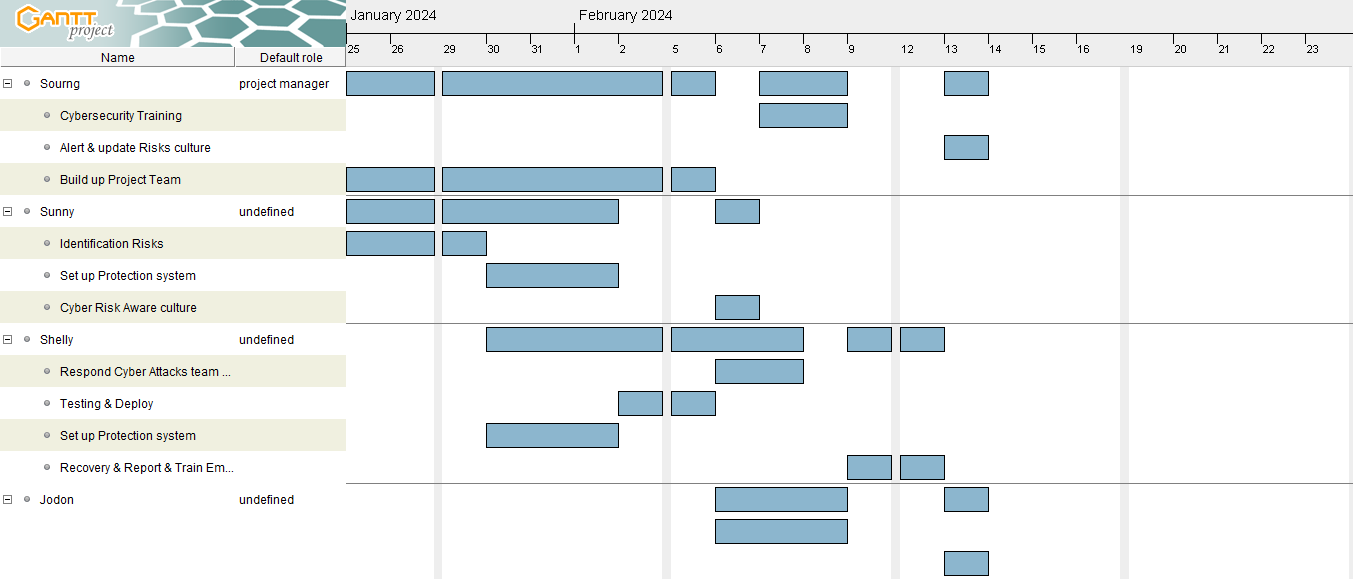 GANTT
project
January 2024
February 2024
25 26 29 30 31 1 2 5 6 7 8 9 12 13 14 15 16 19 20 21 22 23
Name Default role
Sourng project manager
Cybersecurity Training
Alert & update Risks culture
Build up Project Team
Sunny undefined
Identification Risks
Set up Protection system
Cyber Risk Aware culture
Shelly undefined
Respond Cyber Attacks team ...
Testing & Deploy
Set up Protection system
Recovery & Report & Train Em...
Jodon undefined